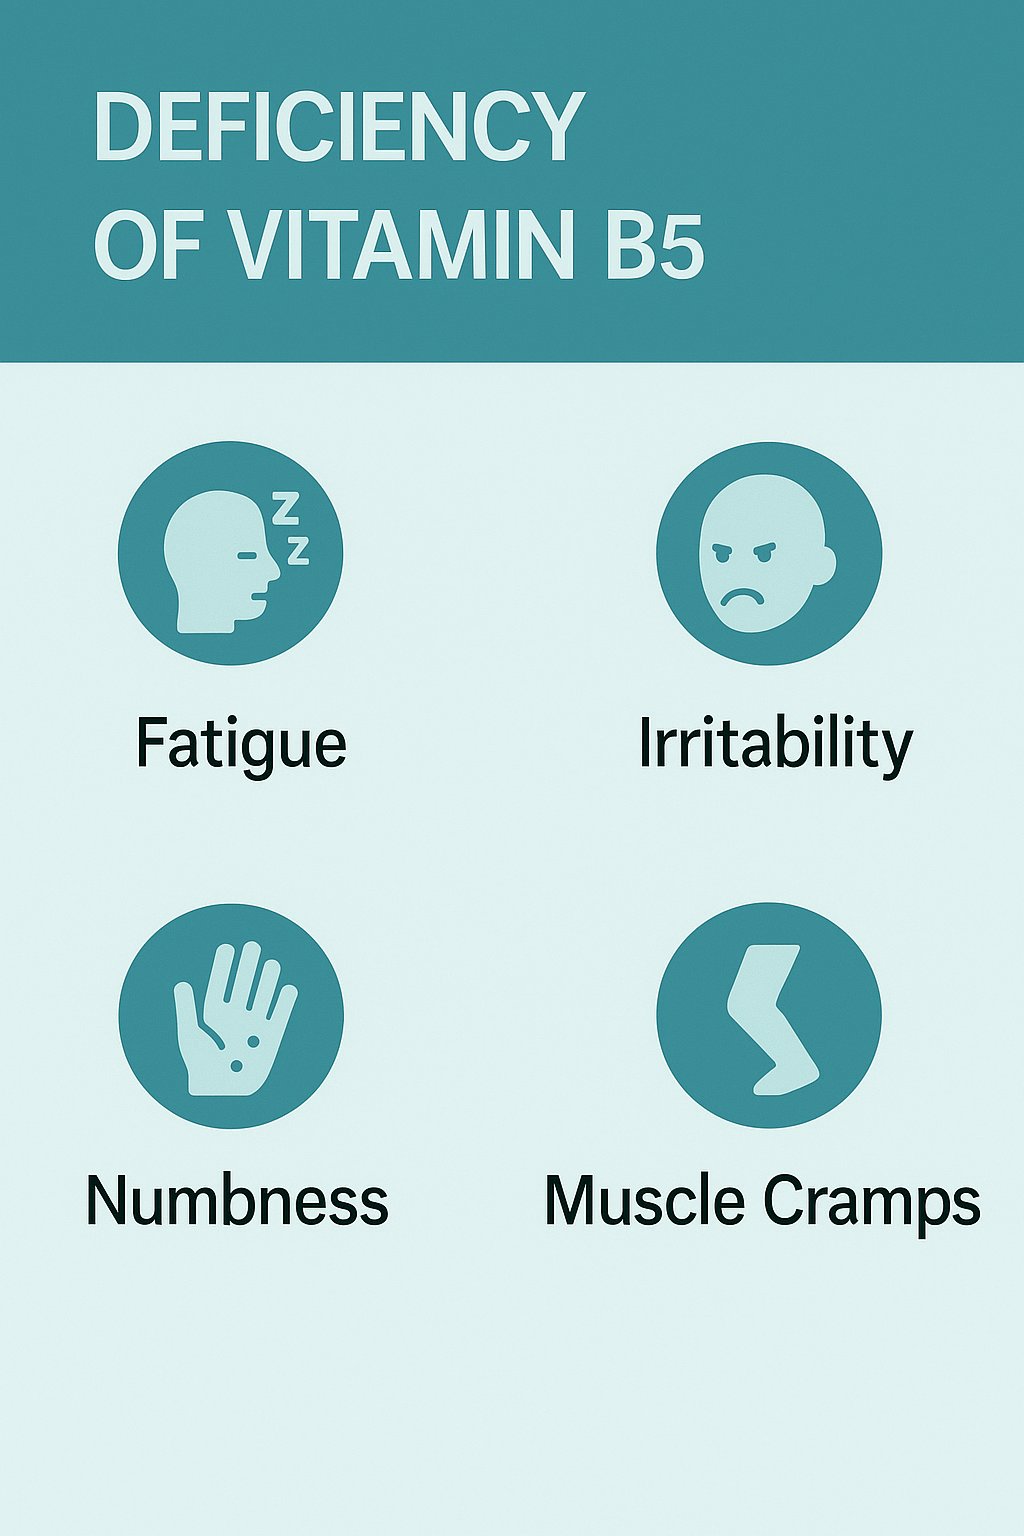 DEFICIENCY
OF VITAMIN B5
Z
Z
Fatigue
Irritability
Numbness
Muscle Cramps